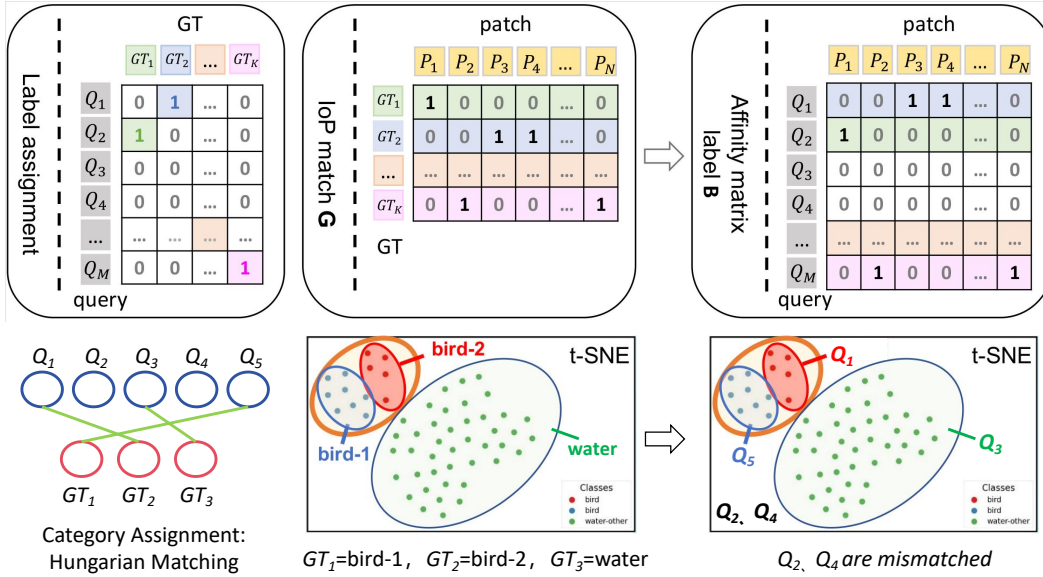 GT
GT₁ GT₂ ... GT_K
Label assignment
Q₁ 0 1 ... 0
Q₂ 1 0 ... 0
Q₃ 0 0 ... 0
Q₄ 0 0 ... 0
... ... ... ... ...
Q_M 0 0 ... 1
query
patch
P₁ P₂ P₃ P₄ ... P_N
IoP match G
GT₁ 1 0 0 0 ... 0
GT₂ 0 0 1 1 ... 0
... ... ... ... ... ... ...
GT_K 0 1 0 0 ... 1
GT
patch
P₁ P₂ P₃ P₄ ... P_N
Affinity matrix
label B
Q₁ 0 0 1 1 ... 0
Q₂ 1 0 0 0 ... 0
Q₃ 0 0 0 0 ... 0
Q₄ 0 0 0 0 ... 0
... ... ... ... ... ... ...
Q_M 0 1 0 0 ... 1
query
Q₁ Q₂ Q₃ Q₄ Q₅
GT₁ GT₂ GT₃
Category Assignment:
Hungarian Matching
bird-2
t-SNE
bird-1
water
Classes
bird
bird
water-other
GT₁=bird-1, GT₂=bird-2, GT₃=water
Q₁
t-SNE
Q₅
Q₃
Q₂、Q₄
Classes
bird
bird
water-other
Q₂、Q₄ are mismatched